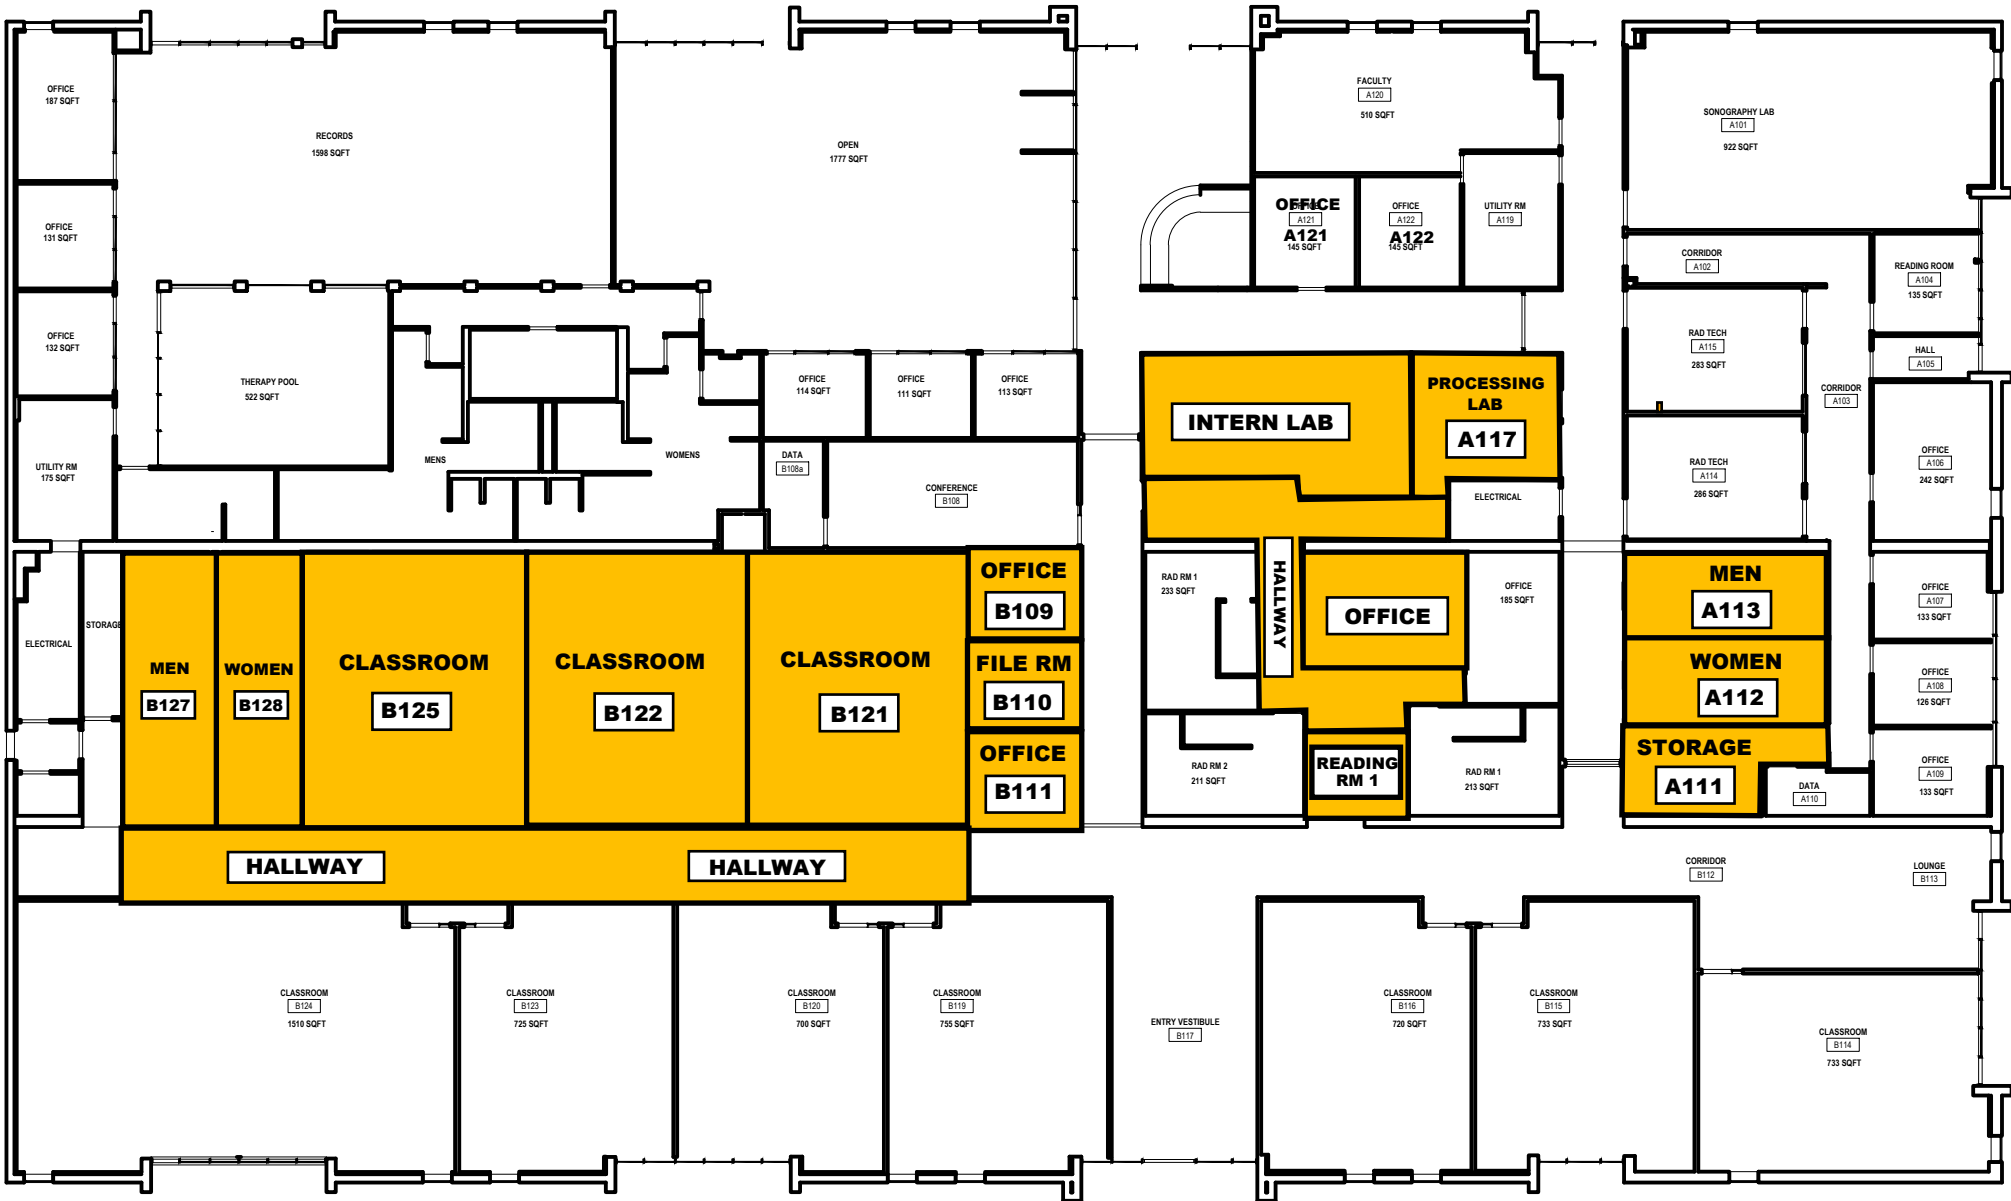 OFFICE
187 SQFT
RECORDS
1598 SQFT
OPEN
1777 SQFT
FACULTY
A120
510 SQFT
SONOGRAPHY LAB
A101
922 SQFT
OFFICE
131 SQFT
OFFICE
A121
A121
145 SQFT
OFFICE
A122
A122
145 SQFT
UTILITY RM
A119
CORRIDOR
A102
READING ROOM
A104
135 SQFT
OFFICE
132 SQFT
THERAPY POOL
522 SQFT
OFFICE
114 SQFT
OFFICE
111 SQFT
OFFICE
113 SQFT
INTERN LAB
PROCESSING
LAB
A117
RAD TECH
A115
283 SQFT
HALL
A105
CORRIDOR
A103
UTILITY RM
175 SQFT
MENS
WOMENS
DATA
B108a
CONFERENCE
B108
ELECTRICAL
RAD TECH
A114
286 SQFT
OFFICE
A106
242 SQFT
ELECTRICAL
STORAGE
MEN
B127
WOMEN
B128
CLASSROOM
B125
CLASSROOM
B122
CLASSROOM
B121
OFFICE
B109
FILE RM
B110
OFFICE
B111
RAD RM 1
233 SQFT
HALLWAY
OFFICE
OFFICE
185 SQFT
MEN
A113
WOMEN
A112
STORAGE
A111
OFFICE
A107
133 SQFT
OFFICE
A108
126 SQFT
OFFICE
A109
133 SQFT
DATA
A110
RAD RM 2
211 SQFT
READING
RM 1
RAD RM 1
213 SQFT
HALLWAY
HALLWAY
CORRIDOR
B112
LOUNGE
B113
CLASSROOM
B124
1510 SQFT
CLASSROOM
B123
725 SQFT
CLASSROOM
B120
700 SQFT
CLASSROOM
B119
755 SQFT
ENTRY VESTIBULE
B117
CLASSROOM
B116
720 SQFT
CLASSROOM
B115
733 SQFT
CLASSROOM
B114
733 SQFT